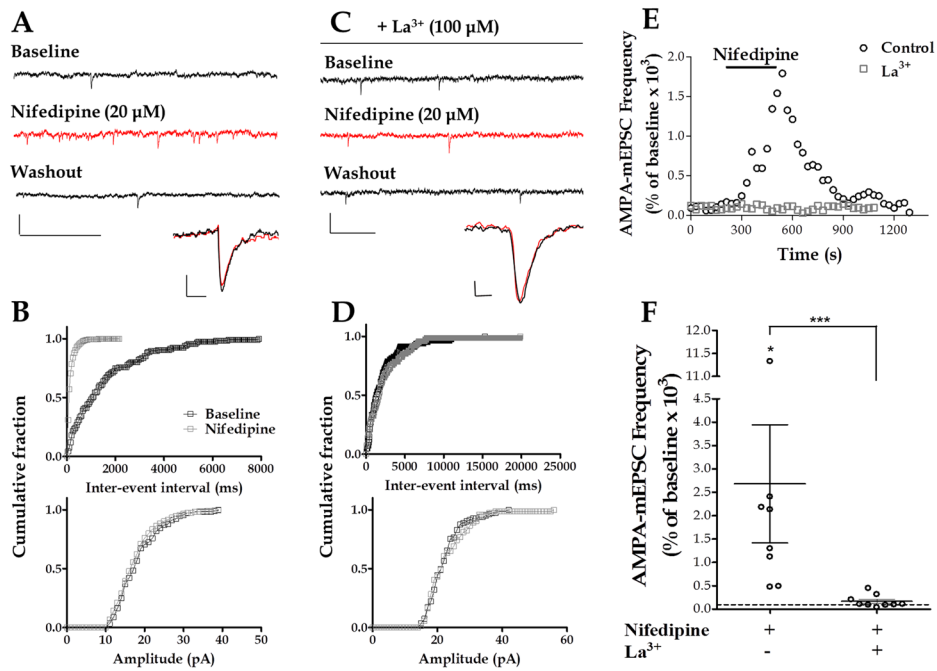 A
Baseline
Nifedipine (20 µM)
Washout
C
+ La³⁺ (100 µM)
Baseline
Nifedipine (20 µM)
Washout
E
AMPA-mEPSC Frequency
(% of baseline x 10³)
2.0
1.5
1.0
0.5
0.0
Nifedipine
Control
La³⁺
0
300
600
900
1200
Time (s)
B
Cumulative fraction
1.0
0.5
0.0
Baseline
Nifedipine
0
2000
4000
6000
8000
Inter-event interval (ms)
1.0
0.5
0.0
0
10
20
30
40
50
Amplitude (pA)
D
Cumulative fraction
1.0
0.5
0.0
0
5000
10000
15000
20000
25000
Inter-event interval (ms)
1.0
0.5
0.0
0
20
40
60
Amplitude (pA)
F
AMPA-mEPSC Frequency
(% of baseline x 10³)
12.0
11.5
11.0
4.5
4.0
3.5
3.0
2.5
2.0
1.5
1.0
0.5
0.0
***
*
Nifedipine + +
La³⁺ - +